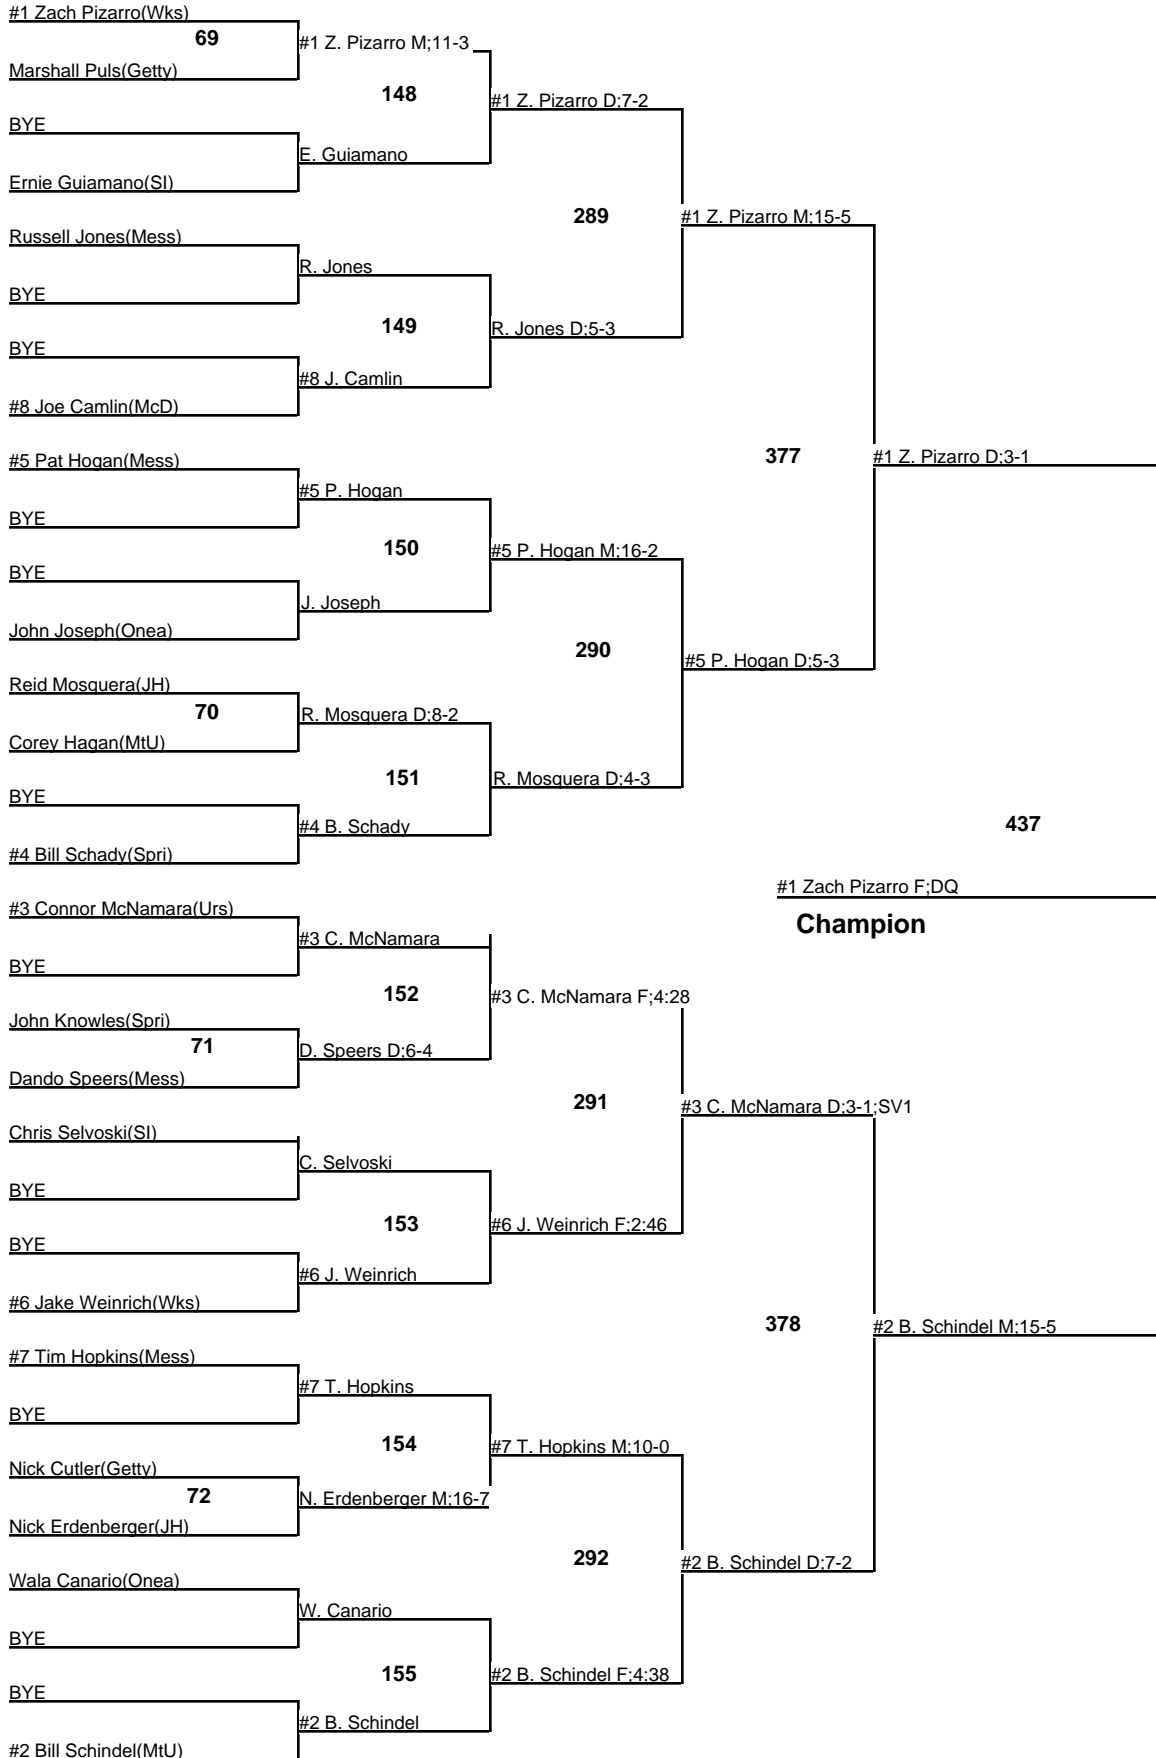 #1 Zach Pizarro(Wks)
69
#1 Z. Pizarro M;11-3
Marshall Puls(Getty)
148
#1 Z. Pizarro D;7-2
BYE
E. Guiamano
Ernie Guiamano(SI)
289
#1 Z. Pizarro M;15-5
Russell Jones(Mess)
R. Jones
BYE
149
R. Jones D;5-3
BYE
#8 J. Camlin
#8 Joe Camlin(McD)
377
#1 Z. Pizarro D;3-1
#5 Pat Hogan(Mess)
#5 P. Hogan
BYE
150
#5 P. Hogan M;16-2
BYE
J. Joseph
John Joseph(Onea)
290
#5 P. Hogan D;5-3
Reid Mosquera(JH)
70
R. Mosquera D;8-2
Corey Hagan(MtU)
151
R. Mosquera D;4-3
BYE
#4 B. Schady
437
#4 Bill Schady(Spri)
#1 Zach Pizarro F;DQ
Champion
#3 Connor McNamara(Urs)
#3 C. McNamara
BYE
152
#3 C. McNamara F;4:28
John Knowles(Spri)
71
D. Speers D;6-4
Dando Speers(Mess)
291
#3 C. McNamara D;3-1;SV1
Chris Selvoski(SI)
C. Selvoski
BYE
153
#6 J. Weinrich F;2:46
BYE
#6 J. Weinrich
#6 Jake Weinrich(Wks)
378
#2 B. Schindel M;15-5
#7 Tim Hopkins(Mess)
#7 T. Hopkins
BYE
154
#7 T. Hopkins M;10-0
Nick Cutler(Getty)
72
N. Erdenberger M;16-7
Nick Erdenberger(JH)
292
#2 B. Schindel D;7-2
Wala Canario(Onea)
W. Canario
BYE
155
#2 B. Schindel F;4:38
BYE
#2 B. Schindel
#2 Bill Schindel(MtU)